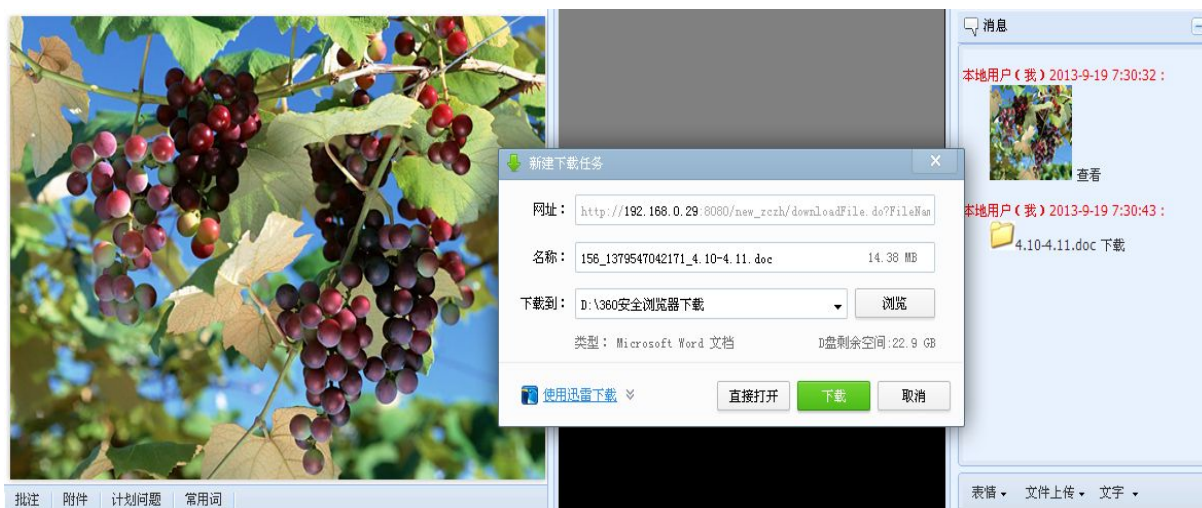 消息
本地用户（我）2013-9-19 7:30:32：
查看
本地用户（我）2013-9-19 7:30:43：
4.10-4.11.doc 下载
新建下载任务
网址： http://192.168.0.29:8080/new_zczh/downloadFile.do?FileNam
名称： 156_1379547042171_4.10-4.11.doc 14.38 MB
下载到： D:\360安全浏览器下载 浏览
类型： Microsoft Word 文档 D盘剩余空间:22.9 GB
使用迅雷下载 直接打开 下载 取消
批注 附件 计划问题 常用词
表情 文件上传 文字